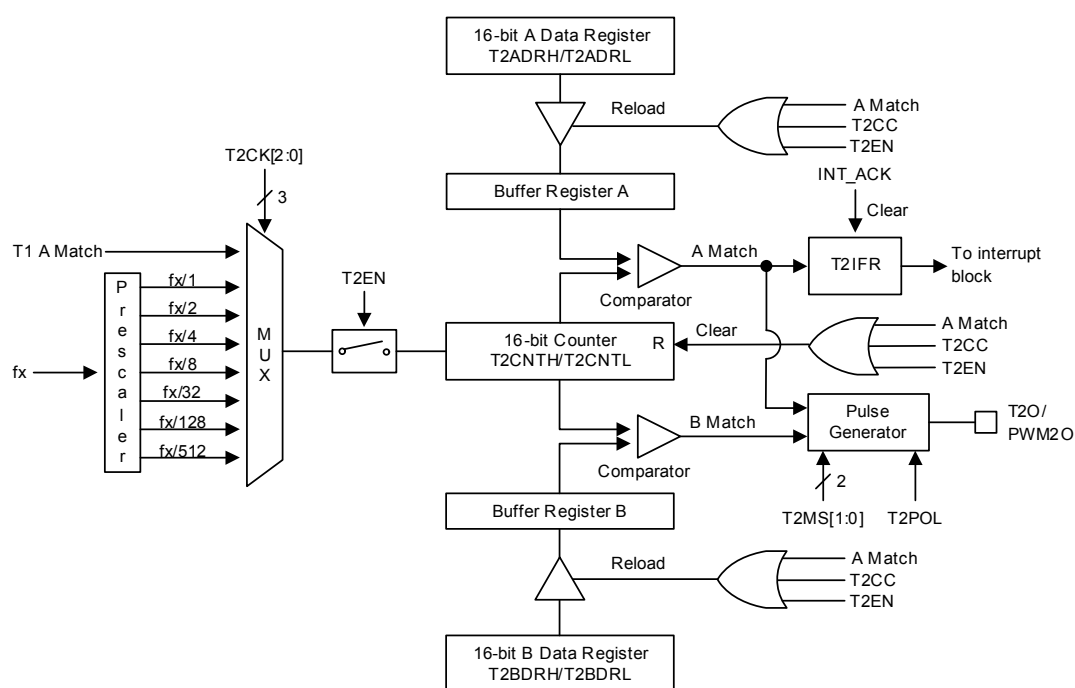 16-bit A Data Register
T2ADRH/T2ADRL
Reload
A Match
T2CC
T2EN
T2CK[2:0]
3
Buffer Register A
INT_ACK
Clear
T1 A Match
A Match
T2IFR
To interrupt
block
Comparator
Prescaler
fx/1
fx/2
fx/4
fx/8
fx/32
fx/128
fx/512
fx
MUX
T2EN
16-bit Counter
T2CNTH/T2CNTL
R
Clear
A Match
T2CC
T2EN
B Match
Comparator
Pulse
Generator
T2O/
PWM2O
2
T2MS[1:0]
T2POL
Buffer Register B
Reload
A Match
T2CC
T2EN
16-bit B Data Register
T2BDRH/T2BDRL